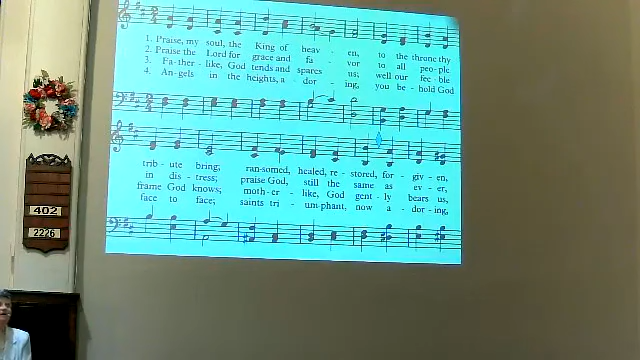 1. Praise, my soul, the King of heav - en, to the throne thy
2. Praise the Lord for grace and fa - vor to all peo - ple
3. Fa - ther - like, God tends and spares us; well our fee - ble
4. An - gels in the heights, a - dor - ing, you be - hold God
trib - ute bring; ran-somed, healed, re - stored, for - giv - en,
in dis - tress; praise God, still the same as ev - er,
frame God knows; moth-er - like, God gent - ly bears us,
face to face; saints tri - um-phant, now a - dor - ing,
402
2226